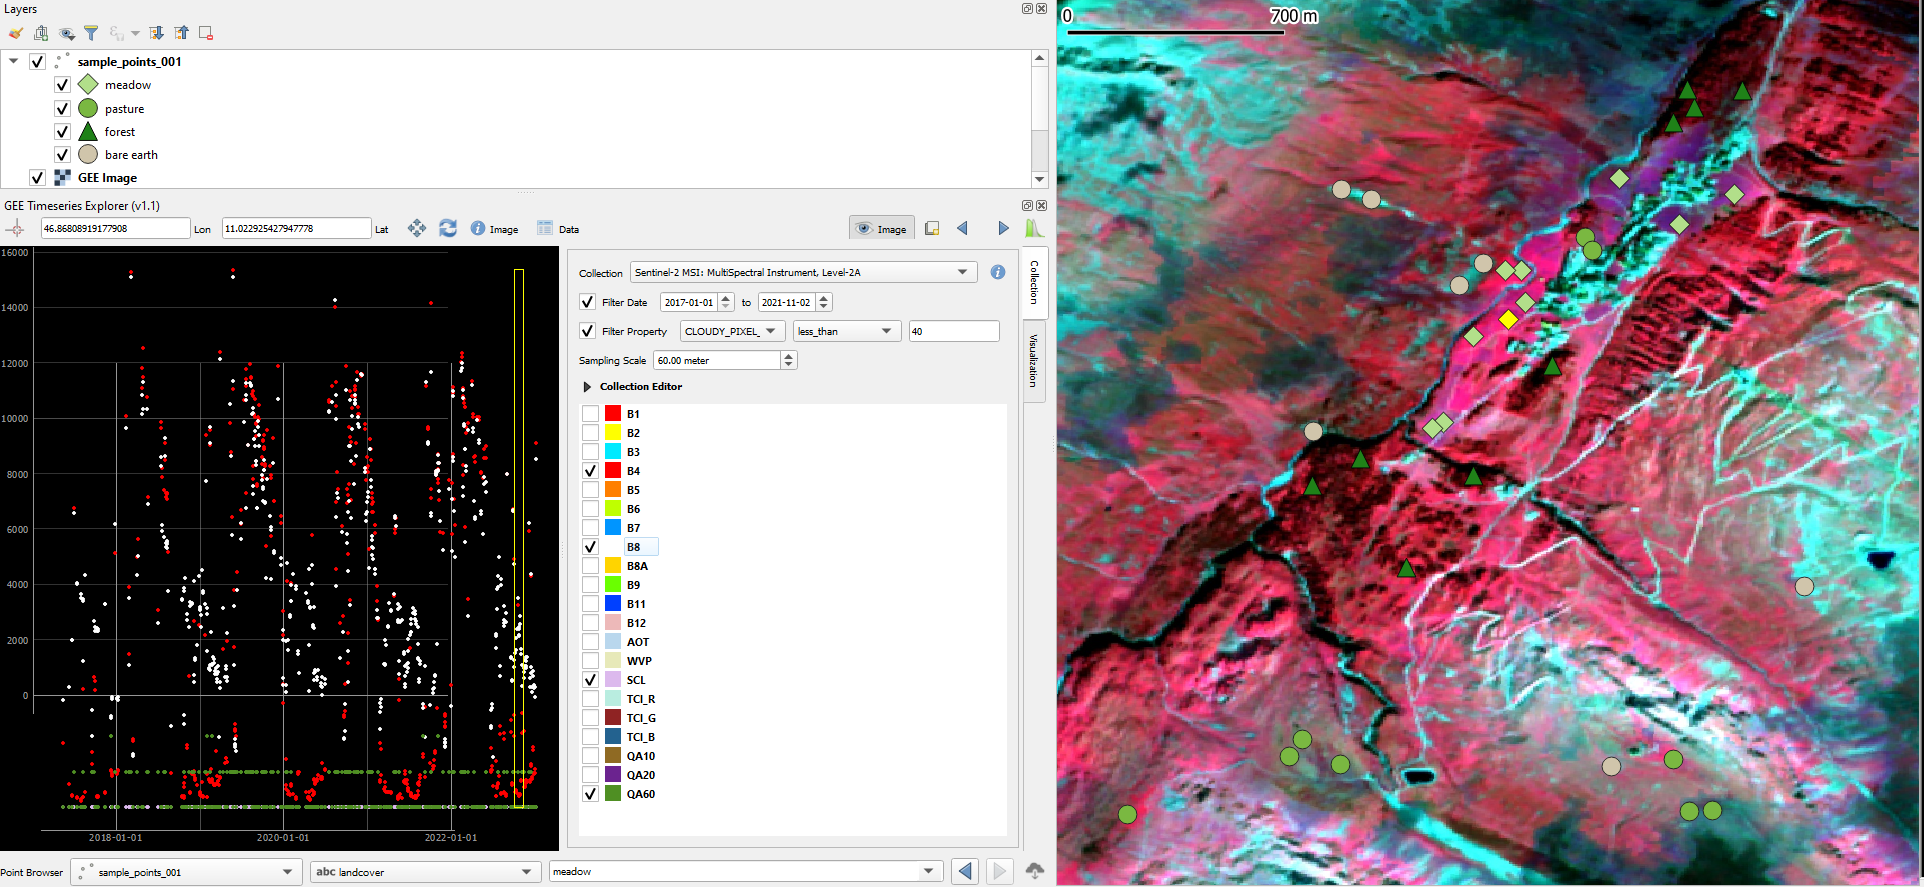 Layers
sample_points_001
meadow
pasture
forest
bare earth
GEE Image
GEE Timeseries Explorer (v1.1)
46.86808919177908 Lon 11.022925427947778 Lat Image Data Image
16000
14000
12000
10000
8000
6000
4000
2000
0
2018-01-01 2020-01-01 2022-01-01
Collection Sentinel-2 MSI: MultiSpectral Instrument, Level-2A
Filter Date 2017-01-01 to 2021-11-02
Filter Property CLOUDY_PIXEL_ less_than 40
Sampling Scale 60.00 meter
Collection Editor
B1
B2
B3
B4
B5
B6
B7
B8
B8A
B9
B11
B12
AOT
WVP
SCL
TCI_R
TCI_G
TCI_B
QA10
QA20
QA60
Collection
Visualization
Point Browser sample_points_001 abc landcover meadow
0 700 m